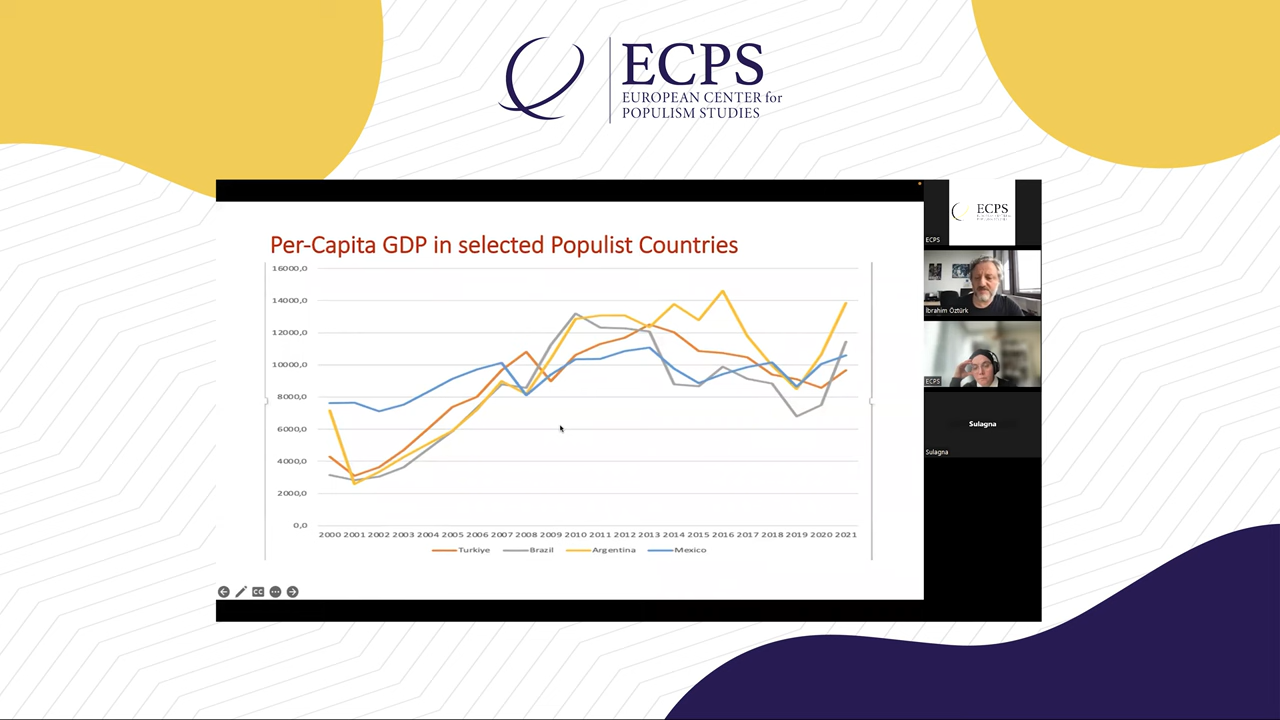 ECPS
EUROPEAN CENTER for
POPULISM STUDIES
Per-Capita GDP in selected Populist Countries
16000,0
14000,0
12000,0
10000,0
8000,0
6000,0
4000,0
2000,0
0,0
2000 2001 2002 2003 2004 2005 2006 2007 2008 2009 2010 2011 2012 2013 2014 2015 2016 2017 2018 2019 2020 2021
Turkiye Brazil Argentina Mexico
CC
ECPS
ECPS
İbrahim Öztürk
ECPS
Sulagna
Sulagna